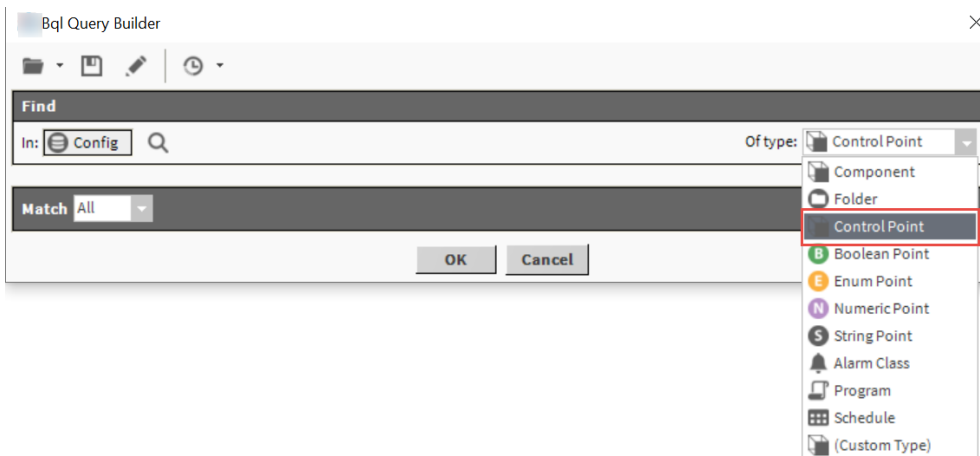 Bql Query Builder
Find
In: Config
Of type: Control Point
Component
Folder
Control Point
Match All
B Boolean Point
OK Cancel
E Enum Point
N Numeric Point
S String Point
Alarm Class
Program
Schedule
(Custom Type)